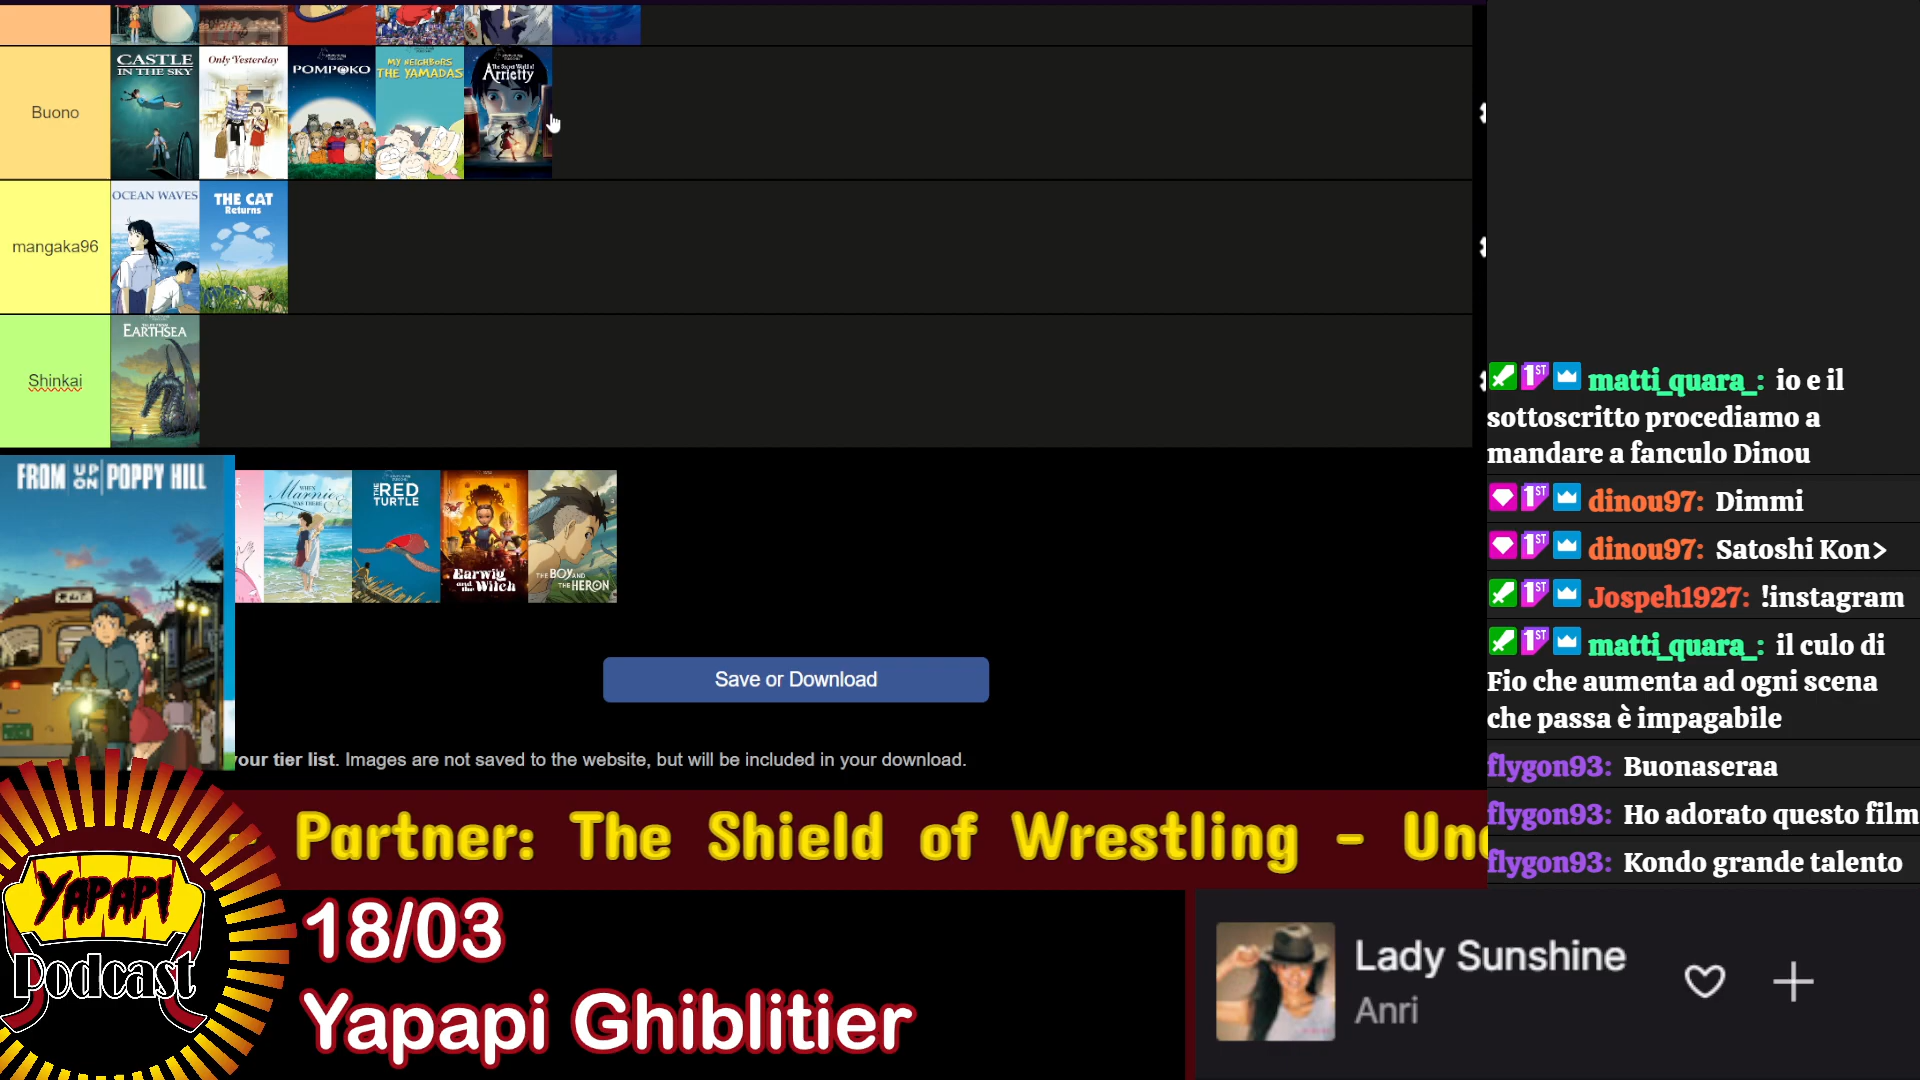 CASTLE
IN THE SKY
Only Yesterday
POMPOKO
MY NEIGHBORS
THE YAMADAS
The Secret World of
Arrietty
Buono
OCEAN WAVES
THE CAT
Returns
mangaka96
EARTHSEA
Shinkai
FROM UP ON POPPY HILL
WHEN
Marnie
WAS THERE
THE RED
TURTLE
Earwig
and the Witch
THE BOY AND
THE HERON
Save or Download
your tier list. Images are not saved to the website, but will be included in your download.
- Partner: The Shield of Wrestling - Und
YAPAPI
Podcast
18/03
Yapapi Ghiblitier
matti_quara_: io e il
sottoscritto procediamo a
mandare a fanculo Dinou
dinou97: Dimmi
dinou97: Satoshi Kon>
Jospeh1927: !instagram
matti_quara_: il culo di
Fio che aumenta ad ogni scena
che passa è impagabile
flygon93: Buonaseraa
flygon93: Ho adorato questo film
flygon93: Kondo grande talento
Lady Sunshine
Anri